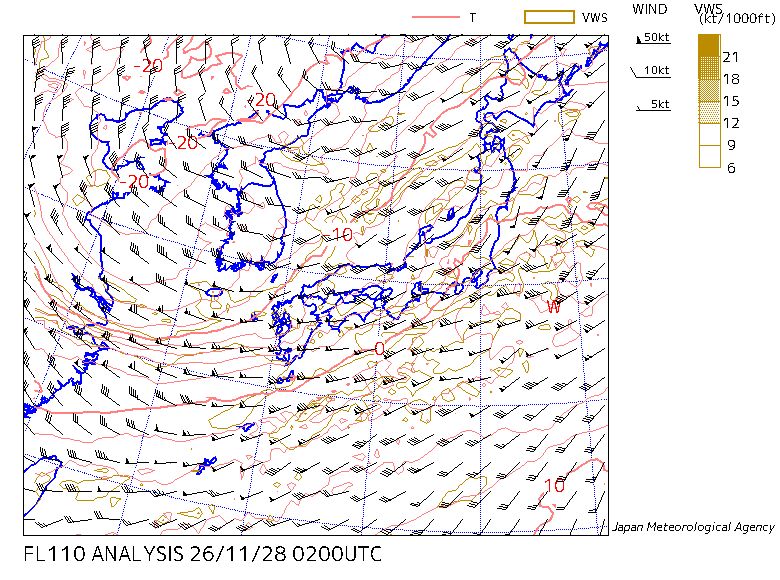 T
VWS
WIND
VWS
(kt/1000ft)
50kt
10kt
5kt
21
18
15
12
9
6
-20
-20
-20
-20
10
W
0
10
Japan Meteorological Agency
FL110 ANALYSIS 26/11/28 0200UTC